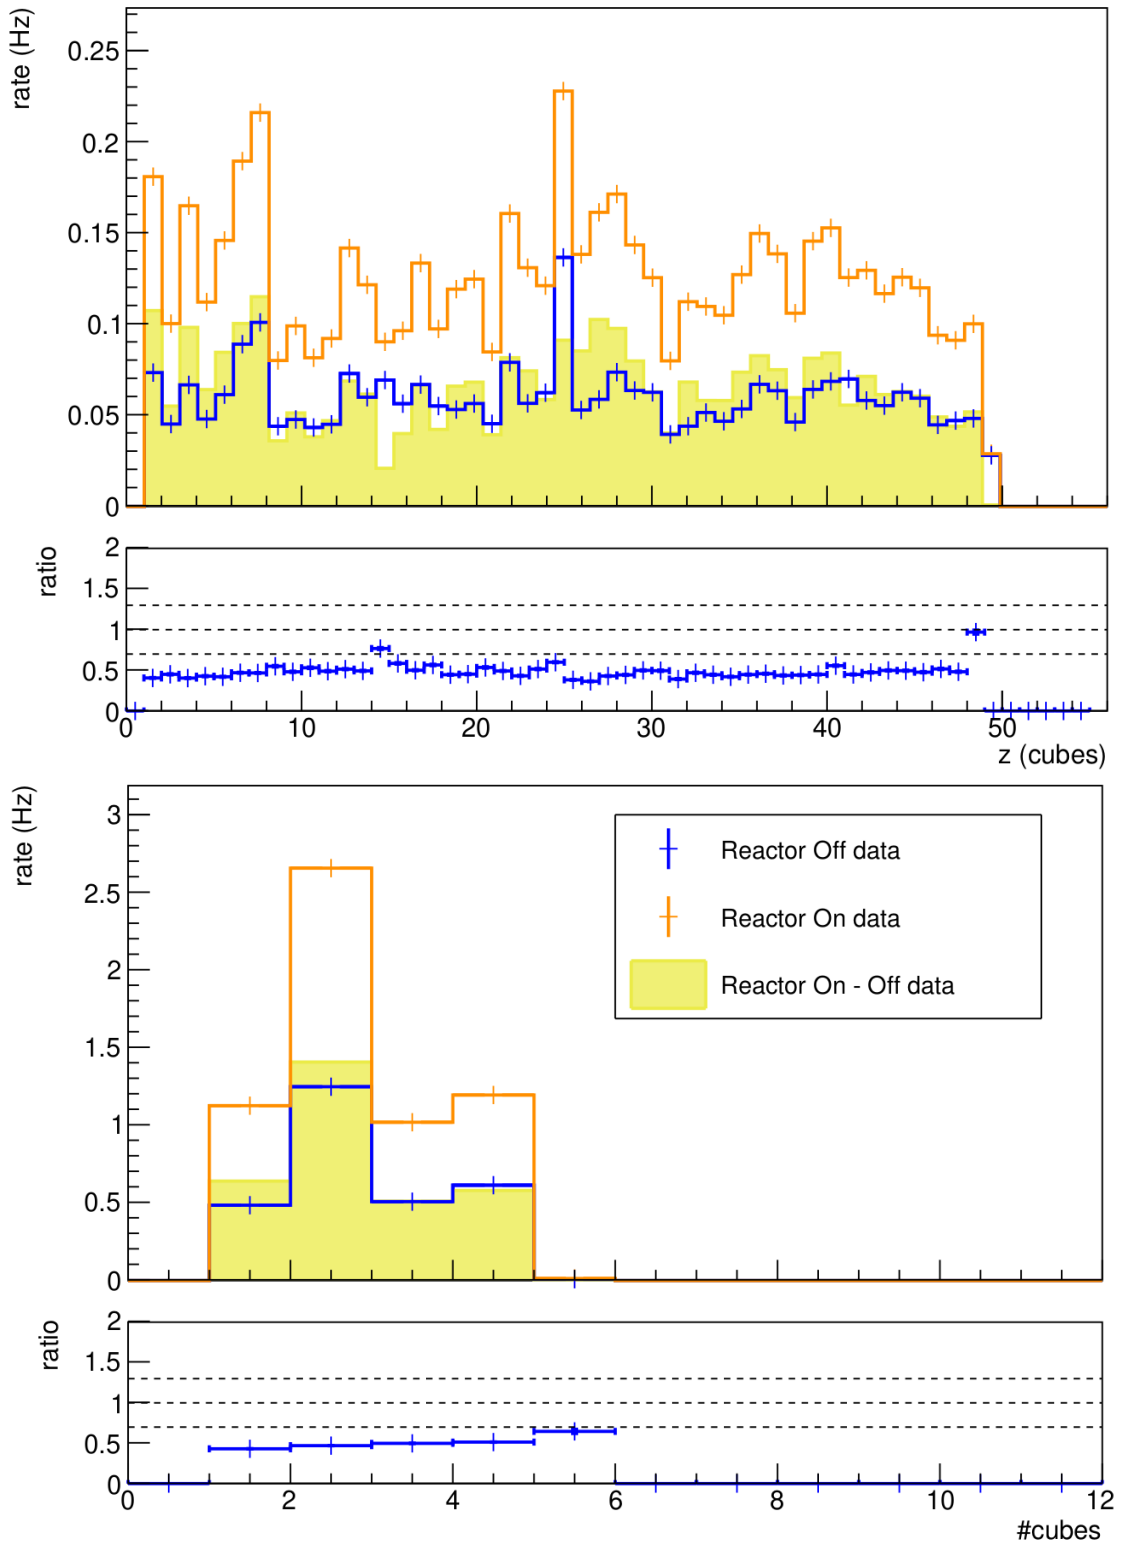 rate (Hz)
0.25
0.2
0.15
0.1
0.05
0
ratio
2
1.5
1
0.5
0
0 10 20 30 40 50
z (cubes)
rate (Hz)
3
2.5
2
1.5
1
0.5
0
Reactor Off data
Reactor On data
Reactor On - Off data
ratio
2
1.5
1
0.5
0
0 2 4 6 8 10 12
#cubes